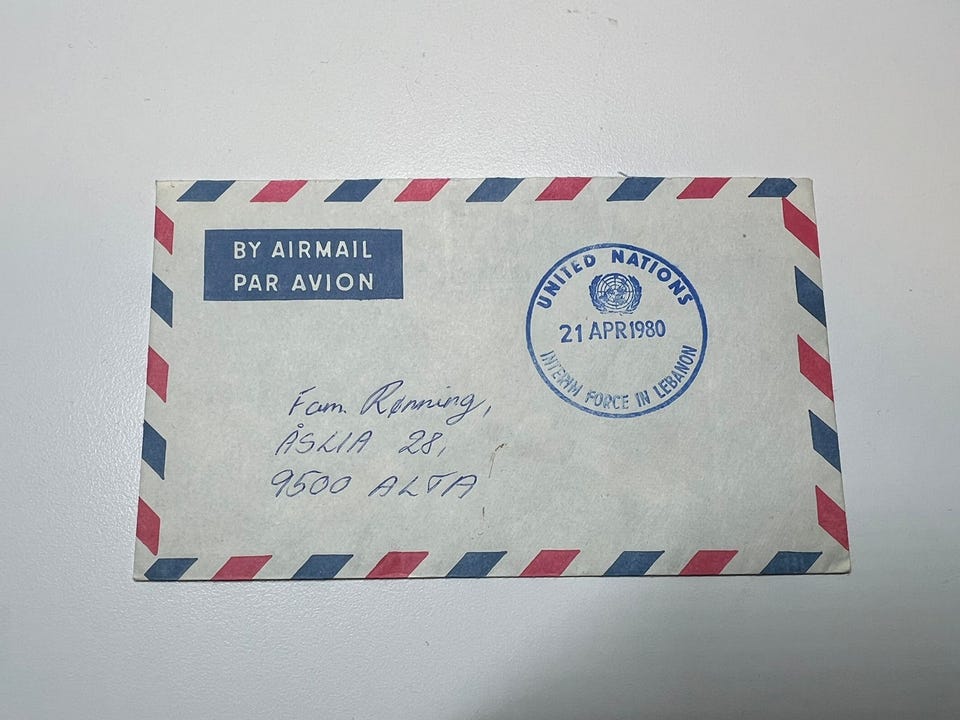 BY AIRMAIL
PAR AVION
UNITED NATIONS
21 APR 1980
INTERIM FORCE IN LEBANON
Fam. Rønning,
ÅSLIA 28,
9500 ALTA